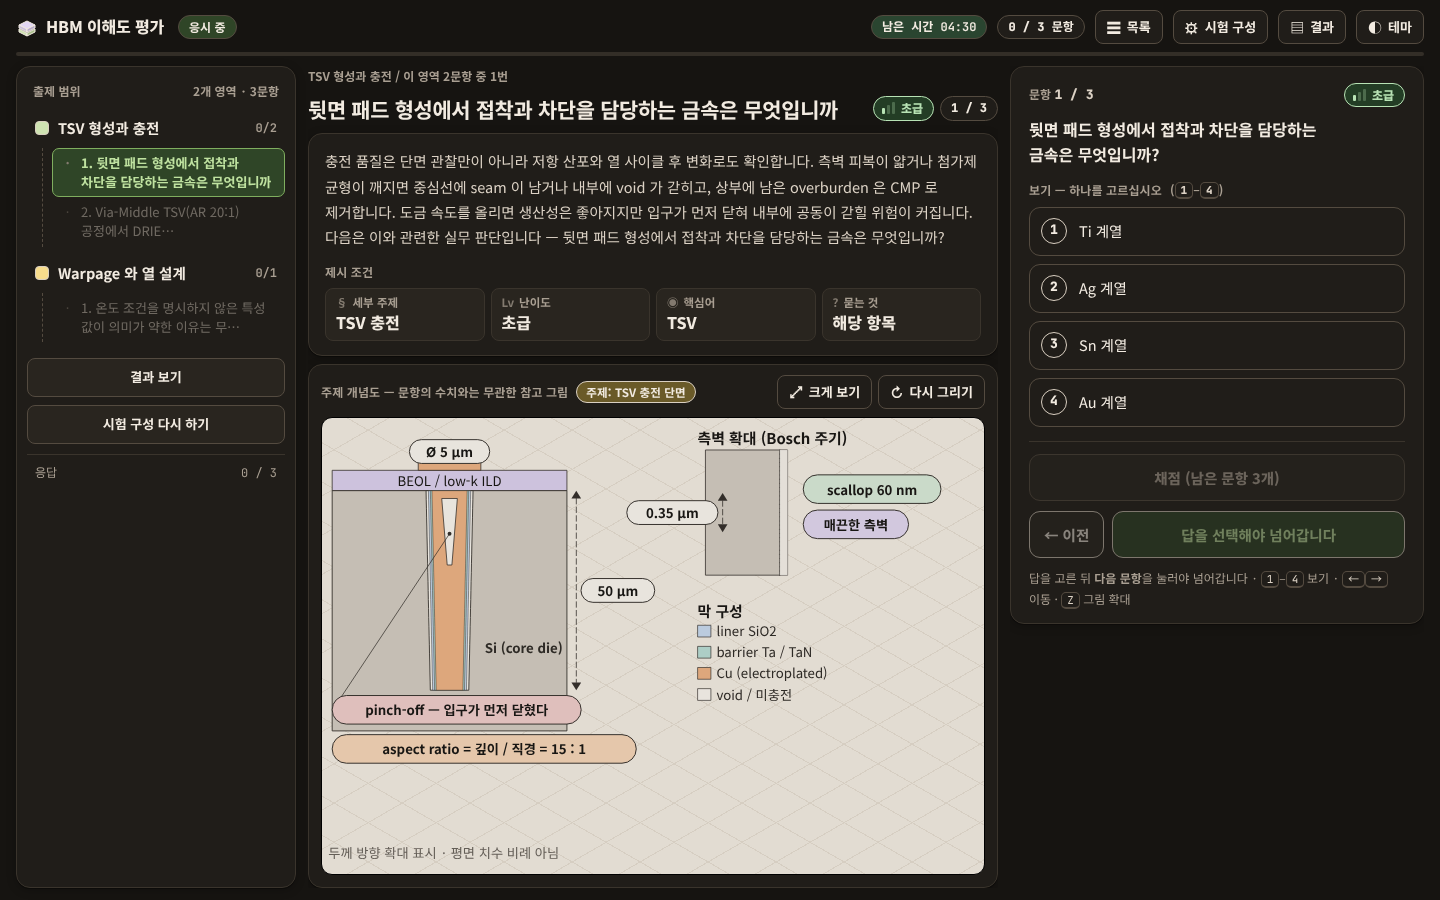 HBM 이해도 평가 응시 중
남은 시간 04:30 0 / 3 문항 목록 시험 구성 결과 테마
출제 범위 2개 영역 · 3문항
TSV 형성과 충전 0/2
· 1. 뒷면 패드 형성에서 접착과
차단을 담당하는 금속은 무엇입니까
· 2. Via-Middle TSV(AR 20:1)
공정에서 DRIE···
Warpage 와 열 설계 0/1
· 1. 온도 조건을 명시하지 않은 특성
값이 의미가 약한 이유는 무···
결과 보기
시험 구성 다시 하기
응답 0 / 3
TSV 형성과 충전 / 이 영역 2문항 중 1번
뒷면 패드 형성에서 접착과 차단을 담당하는 금속은 무엇입니까 초급 1 / 3
충전 품질은 단면 관찰만이 아니라 저항 산포와 열 사이클 후 변화로도 확인합니다. 측벽 피복이 얇거나 첨가제
균형이 깨지면 중심선에 seam 이 남거나 내부에 void 가 갇히고, 상부에 남은 overburden 은 CMP 로
제거합니다. 도금 속도를 올리면 생산성은 좋아지지만 입구가 먼저 닫혀 내부에 공동이 갇힐 위험이 커집니다.
다음은 이와 관련한 실무 판단입니다 — 뒷면 패드 형성에서 접착과 차단을 담당하는 금속은 무엇입니까?
제시 조건
§ 세부 주제 Lv 난이도 ◉ 핵심어 ? 묻는 것
TSV 충전 초급 TSV 해당 항목
주제 개념도 — 문항의 수치와는 무관한 참고 그림 주제: TSV 충전 단면 크게 보기 다시 그리기
Ø 5 µm
BEOL / low-k ILD
50 µm
Si (core die)
pinch-off — 입구가 먼저 닫혔다
aspect ratio = 깊이 / 직경 = 15 : 1
측벽 확대 (Bosch 주기)
scallop 60 nm
0.35 µm
매끈한 측벽
막 구성
liner SiO2
barrier Ta / TaN
Cu (electroplated)
void / 미충전
두께 방향 확대 표시 · 평면 치수 비례 아님
문항 1 / 3 초급
뒷면 패드 형성에서 접착과 차단을 담당하는
금속은 무엇입니까?
보기 — 하나를 고르십시오 (1–4)
1 Ti 계열
2 Ag 계열
3 Sn 계열
4 Au 계열
채점 (남은 문항 3개)
← 이전 답을 선택해야 넘어갑니다
답을 고른 뒤 다음 문항을 눌러야 넘어갑니다 · 1–4 보기 · ← →
이동 · Z 그림 확대